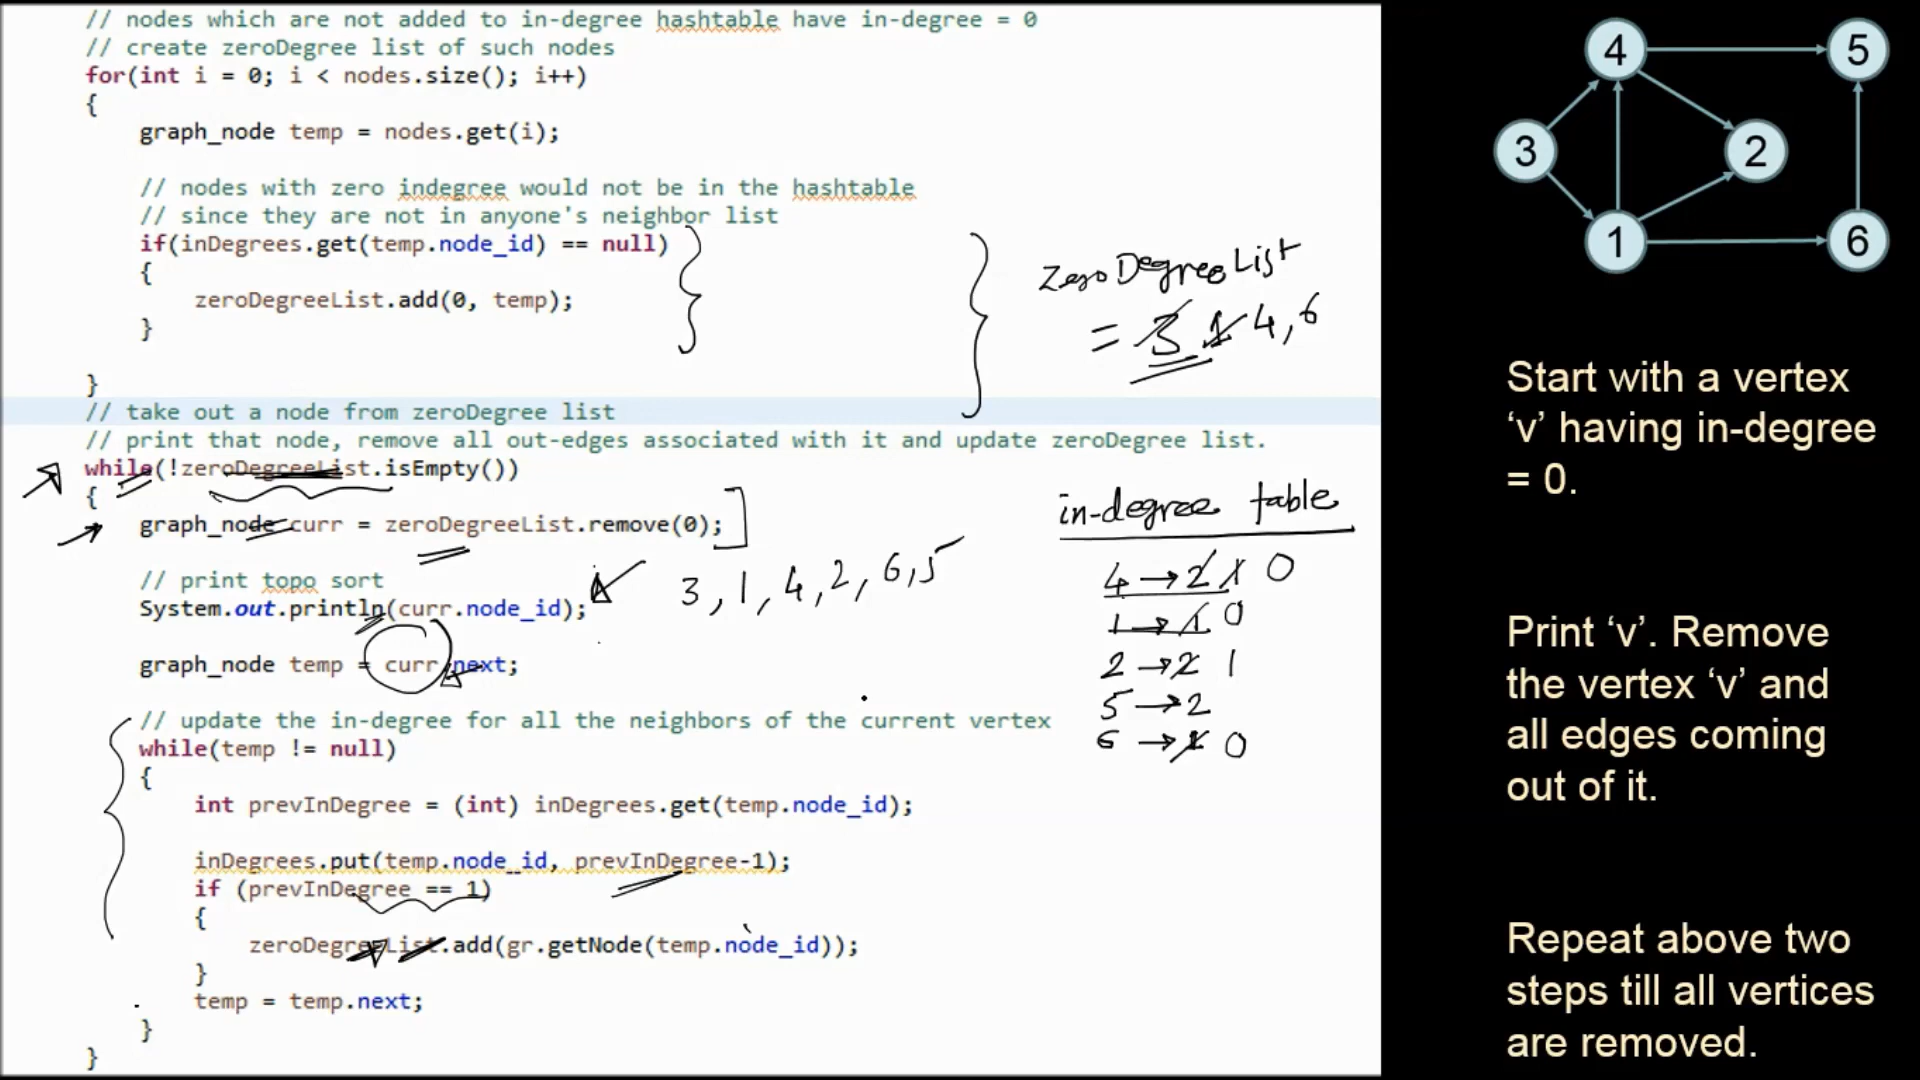 // nodes which are not added to in-degree hashtable have in-degree = 0
// create zeroDegree list of such nodes
for(int i = 0; i < nodes.size(); i++)
{
graph_node temp = nodes.get(i);
// nodes with zero indegree would not be in the hashtable
// since they are not in anyone's neighbor list
if(inDegrees.get(temp.node_id) == null)
{
zeroDegreeList.add(0, temp);
}
}
// take out a node from zeroDegree list
// print that node, remove all out-edges associated with it and update zeroDegree list.
while(!zeroDegreeList.isEmpty())
{
graph_node curr = zeroDegreeList.remove(0);
// print topo sort
System.out.println(curr.node_id);
graph_node temp = curr.next;
// update the in-degree for all the neighbors of the current vertex
while(temp != null)
{
int prevInDegree = (int) inDegrees.get(temp.node_id);
inDegrees.put(temp.node_id, prevInDegree-1);
if (prevInDegree == 1)
{
zeroDegreeList.add(gr.getNode(temp.node_id));
}
temp = temp.next;
}
}
Zero Degree List
= 3 1 4, 6
3, 1, 4, 2, 6, 5
in-degree table
4 → 2 1 0
1 → 1 0
2 → 2 1
5 → 2
6 → 1 0
4
5
3
2
1
6
Start with a vertex
‘v’ having in-degree
= 0.
Print ‘v’. Remove
the vertex ‘v’ and
all edges coming
out of it.
Repeat above two
steps till all vertices
are removed.